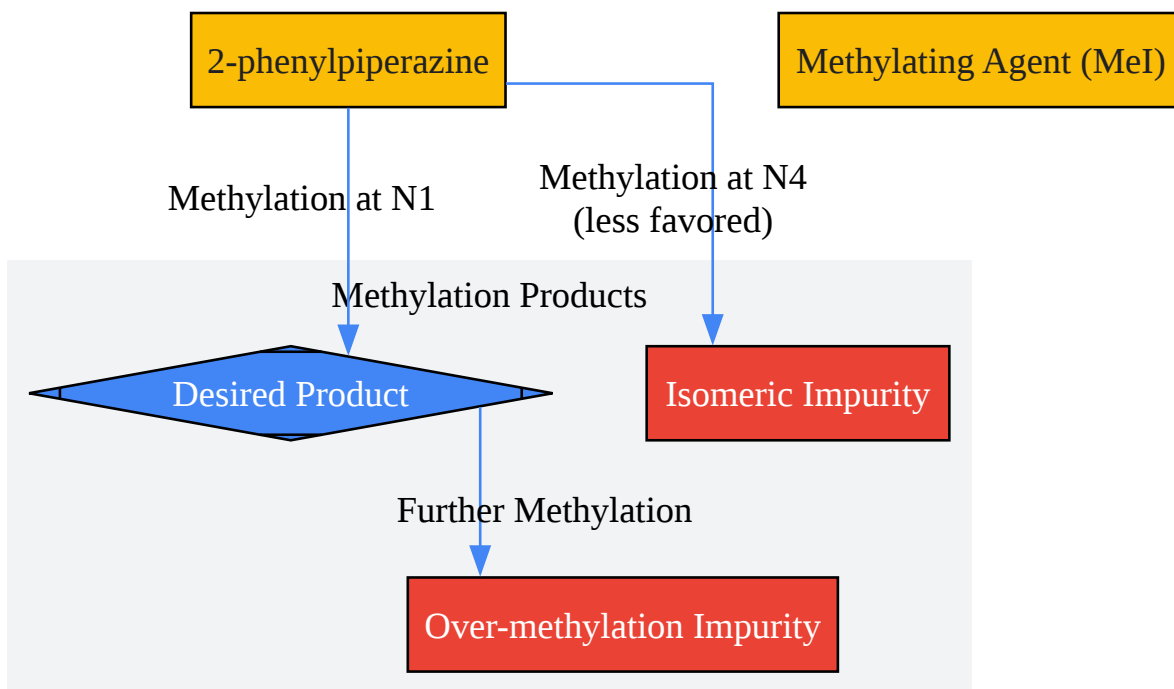 2-phenylpiperazine
Methylating Agent (MeI)
Methylation at N1
Methylation at N4
(less favored)
Methylation Products
Desired Product
Isomeric Impurity
Further Methylation
Over-methylation Impurity